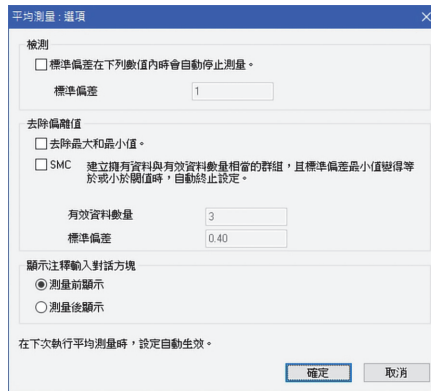 平均測量 : 選項
檢測
標準偏差在下列數值內時會自動停止測量。
標準偏差 1
去除偏離值
去除最大和最小值。
SMC 建立擁有資料與有效資料數量相當的群組，且標準偏差最小值變得等
於或小於閾值時，自動終止設定。
有效資料數量 3
標準偏差 0.40
顯示注釋輸入對話方塊
測量前顯示
測量後顯示
在下次執行平均測量時，設定自動生效。
確定 取消